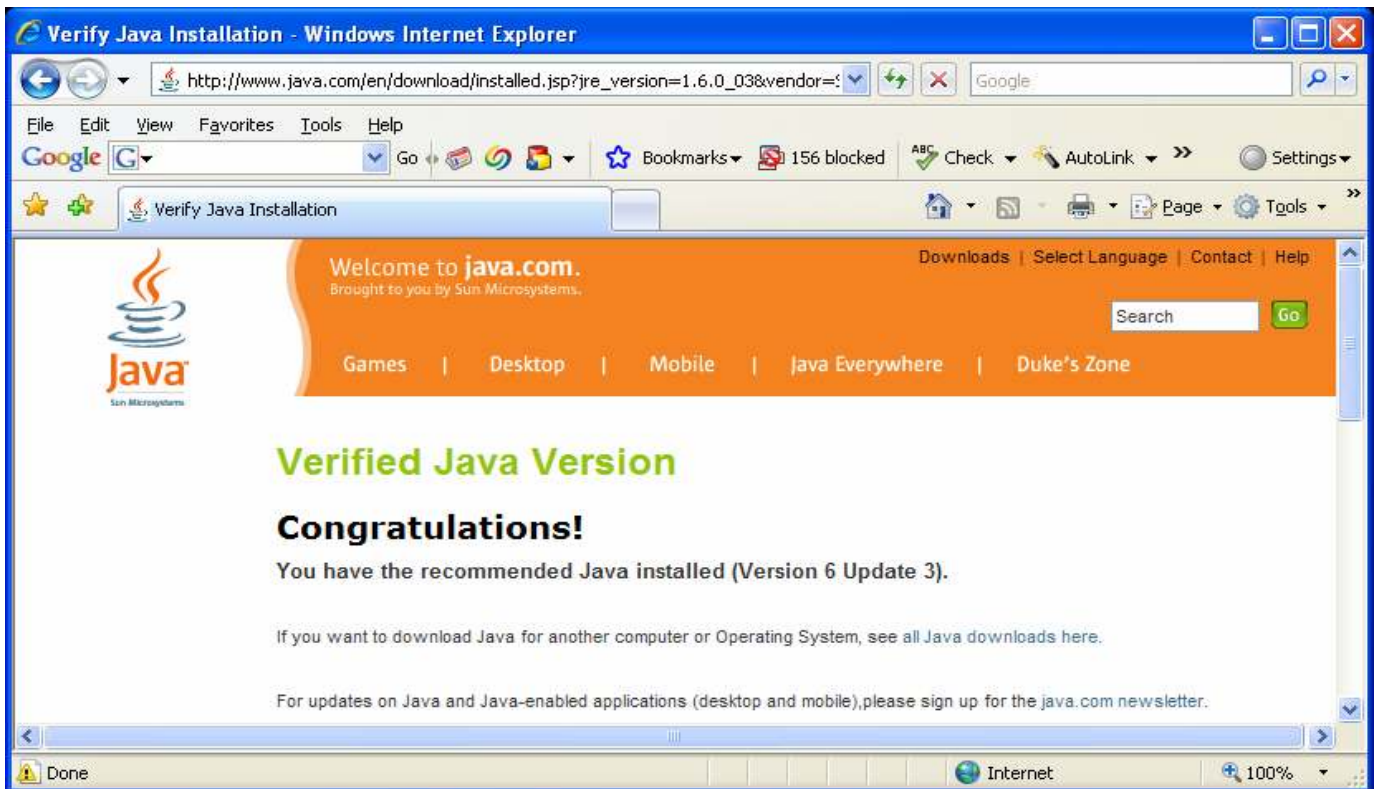 Verify Java Installation - Windows Internet Explorer
http://www.java.com/en/download/installed.jsp?jre_version=1.6.0_03&vendor=
Google
File Edit View Favorites Tools Help
Google G Go Bookmarks 156 blocked ABC Check AutoLink >> Settings
Verify Java Installation Page Tools >>
Java
Sun Microsystems
Welcome to java.com.
Brought to you by Sun Microsystems.
Downloads | Select Language | Contact | Help
Search Go
Games | Desktop | Mobile | Java Everywhere | Duke's Zone
Verified Java Version
Congratulations!
You have the recommended Java installed (Version 6 Update 3).
If you want to download Java for another computer or Operating System, see all Java downloads here.
For updates on Java and Java-enabled applications (desktop and mobile),please sign up for the java.com newsletter.
Done Internet 100%